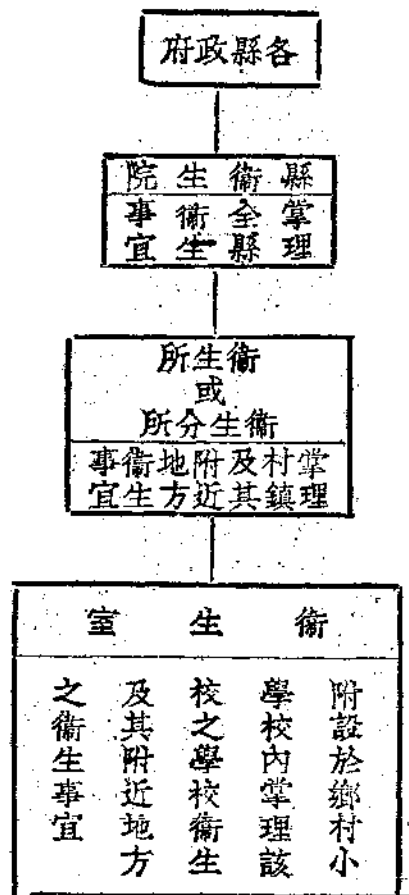 各縣政府
縣衛生院
掌理
全縣
衛生
事宜
衛生所
或
衛生分所
掌理
村鎮
及其
附近
地方
衛生
事宜
衛生室
附設於鄉村小
學校內掌理該
校之學校衛生
及其附近地方
之衛生事宜